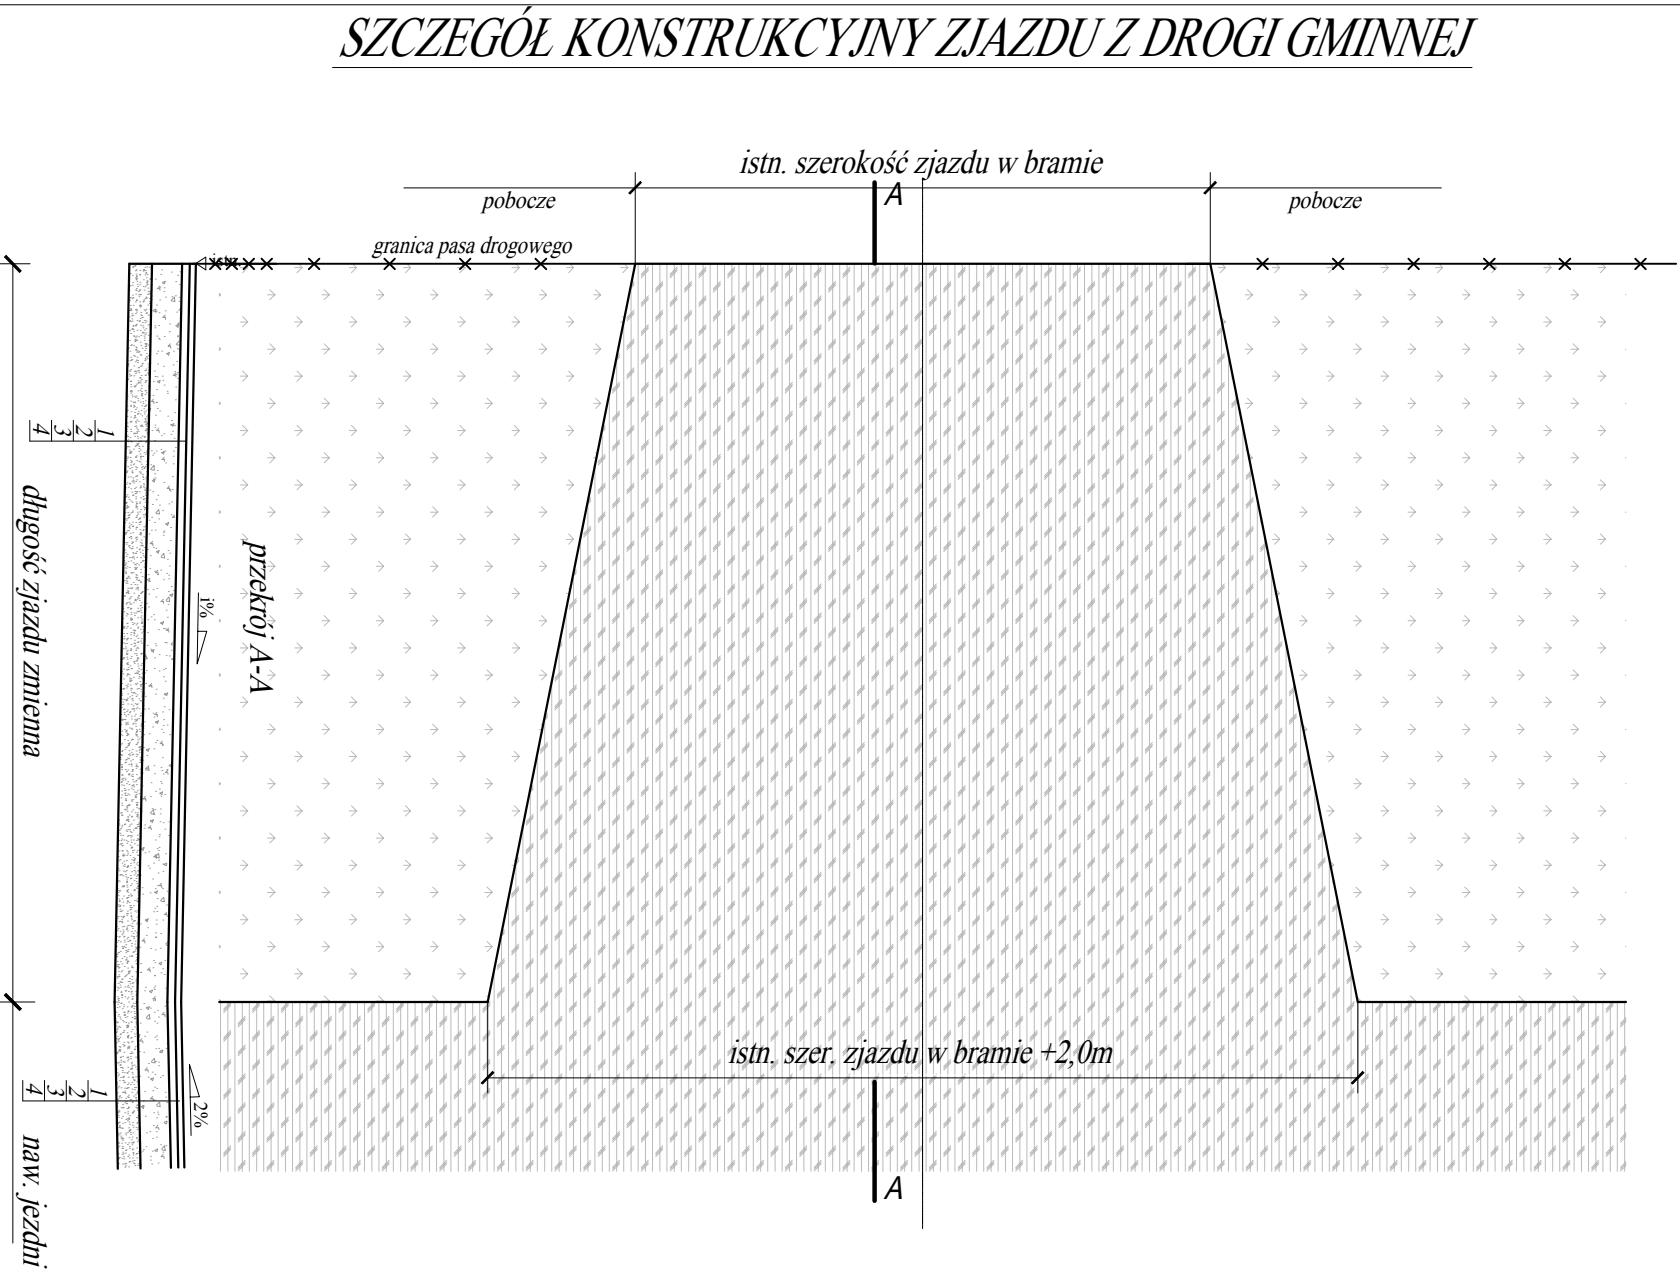 SZCZEGÓŁ KONSTRUKCYJNY ZJAZDU Z DROGI GMINNEJ
istn. szerokość zjazdu w bramie
A
pobocze
pobocze
granica pasa drogowego
istn.
1
2
3
4
długość zjazdu zmienna
i%
przekrój A-A
istn. szer. zjazdu w bramie +2,0m
1
2
3
4
2%
naw. jezdni
A